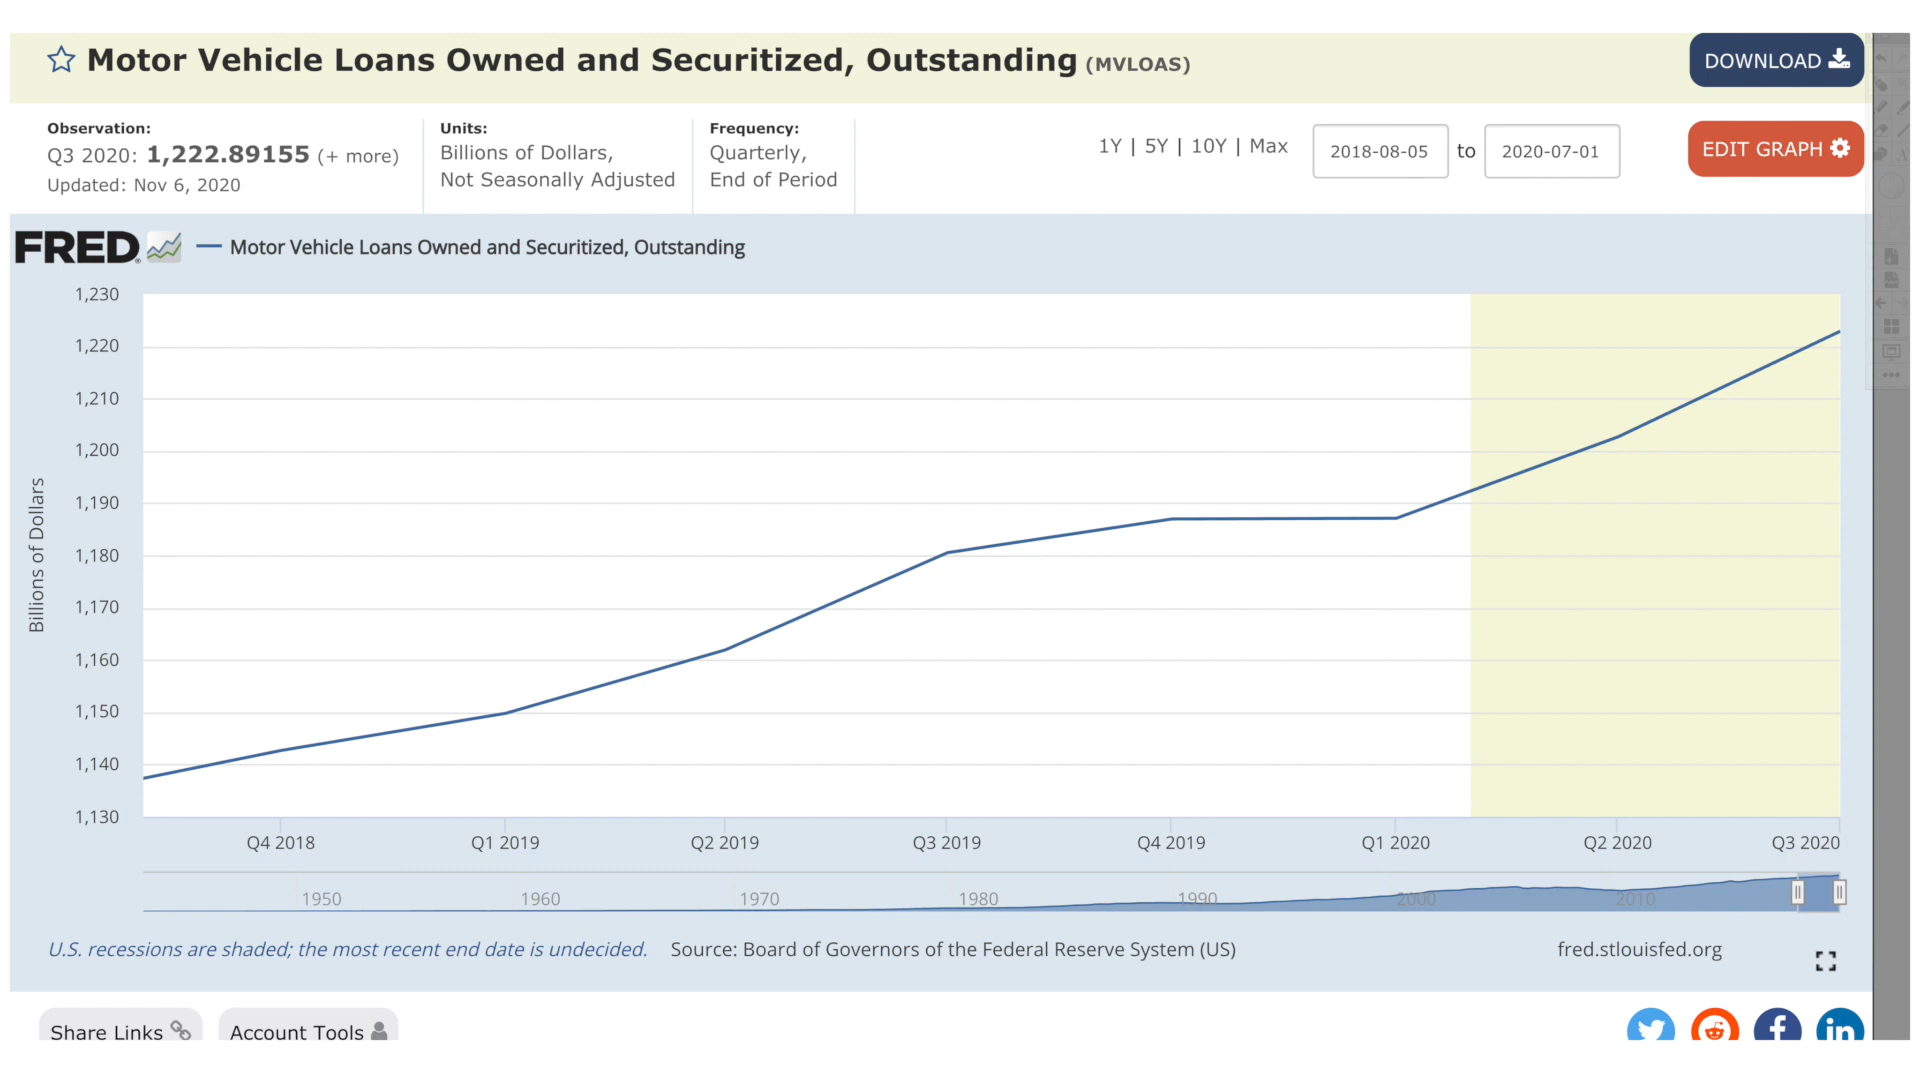 Motor Vehicle Loans Owned and Securitized, Outstanding (MVLOAS)
DOWNLOAD
Observation:
Q3 2020: 1,222.89155 (+ more)
Updated: Nov 6, 2020
Units:
Billions of Dollars,
Not Seasonally Adjusted
Frequency:
Quarterly,
End of Period
1Y | 5Y | 10Y | Max
2018-08-05 to 2020-07-01
EDIT GRAPH
FRED
Motor Vehicle Loans Owned and Securitized, Outstanding
Billions of Dollars
1,230
1,220
1,210
1,200
1,190
1,180
1,170
1,160
1,150
1,140
1,130
Q4 2018 Q1 2019 Q2 2019 Q3 2019 Q4 2019 Q1 2020 Q2 2020 Q3 2020
1950 1960 1970 1980 1990 2000 2010
U.S. recessions are shaded; the most recent end date is undecided. Source: Board of Governors of the Federal Reserve System (US) fred.stlouisfed.org
Share Links Account Tools